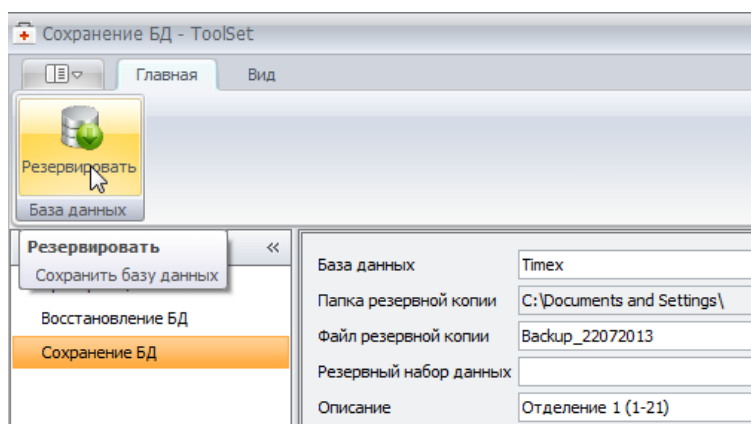 Сохранение БД - ToolSet
Главная Вид
Резервировать
База данных
Резервировать
Сохранить базу данных
Восстановление БД
Сохранение БД
База данных Timex
Папка резервной копии C:\Documents and Settings\
Файл резервной копии Backup_22072013
Резервный набор данных
Описание Отделение 1 (1-21)